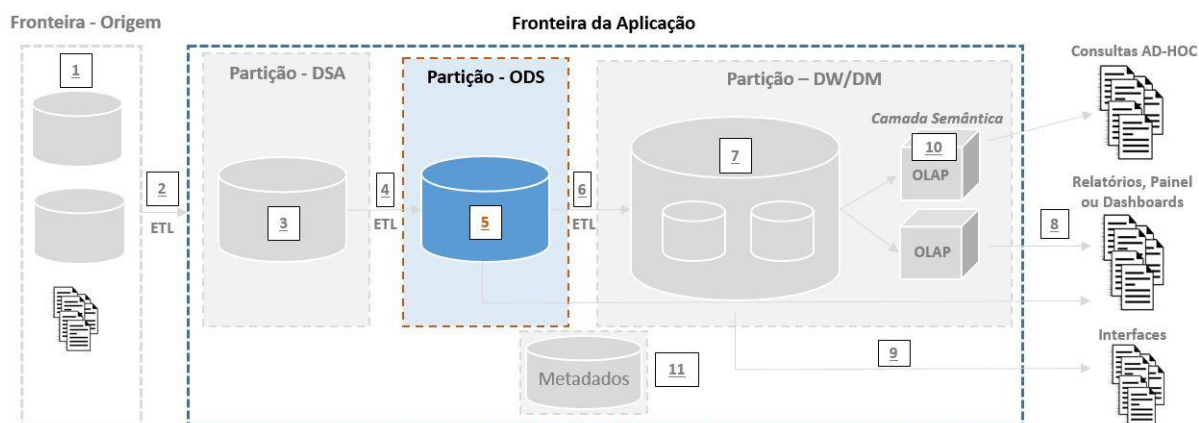 Fronteira - Origem
Fronteira da Aplicação
1
Partição - DSA
Partição - ODS
Partição – DW/DM
Consultas AD-HOC
Camada Semântica
2
ETL
3
4
ETL
5
6
ETL
7
10
OLAP
OLAP
8
Relatórios, Painel
ou Dashboards
9
Interfaces
Metadados
11